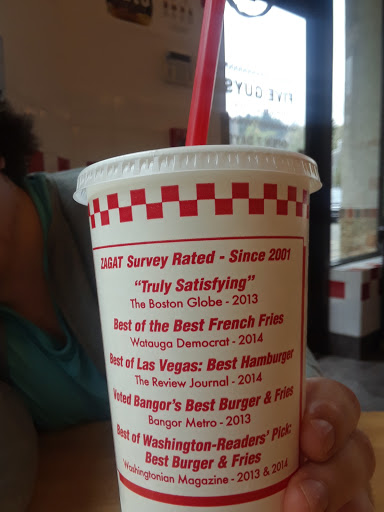 FIVE GUYS
ZAGAT Survey Rated - Since 2001
"Truly Satisfying"
The Boston Globe - 2013
Best of the Best French Fries
Watauga Democrat - 2014
Best of Las Vegas: Best Hamburger
The Review Journal - 2014
Voted Bangor's Best Burger & Fries
Bangor Metro - 2013
Best of Washington-Readers' Pick:
Best Burger & Fries
Washingtonian Magazine - 2013 & 2014